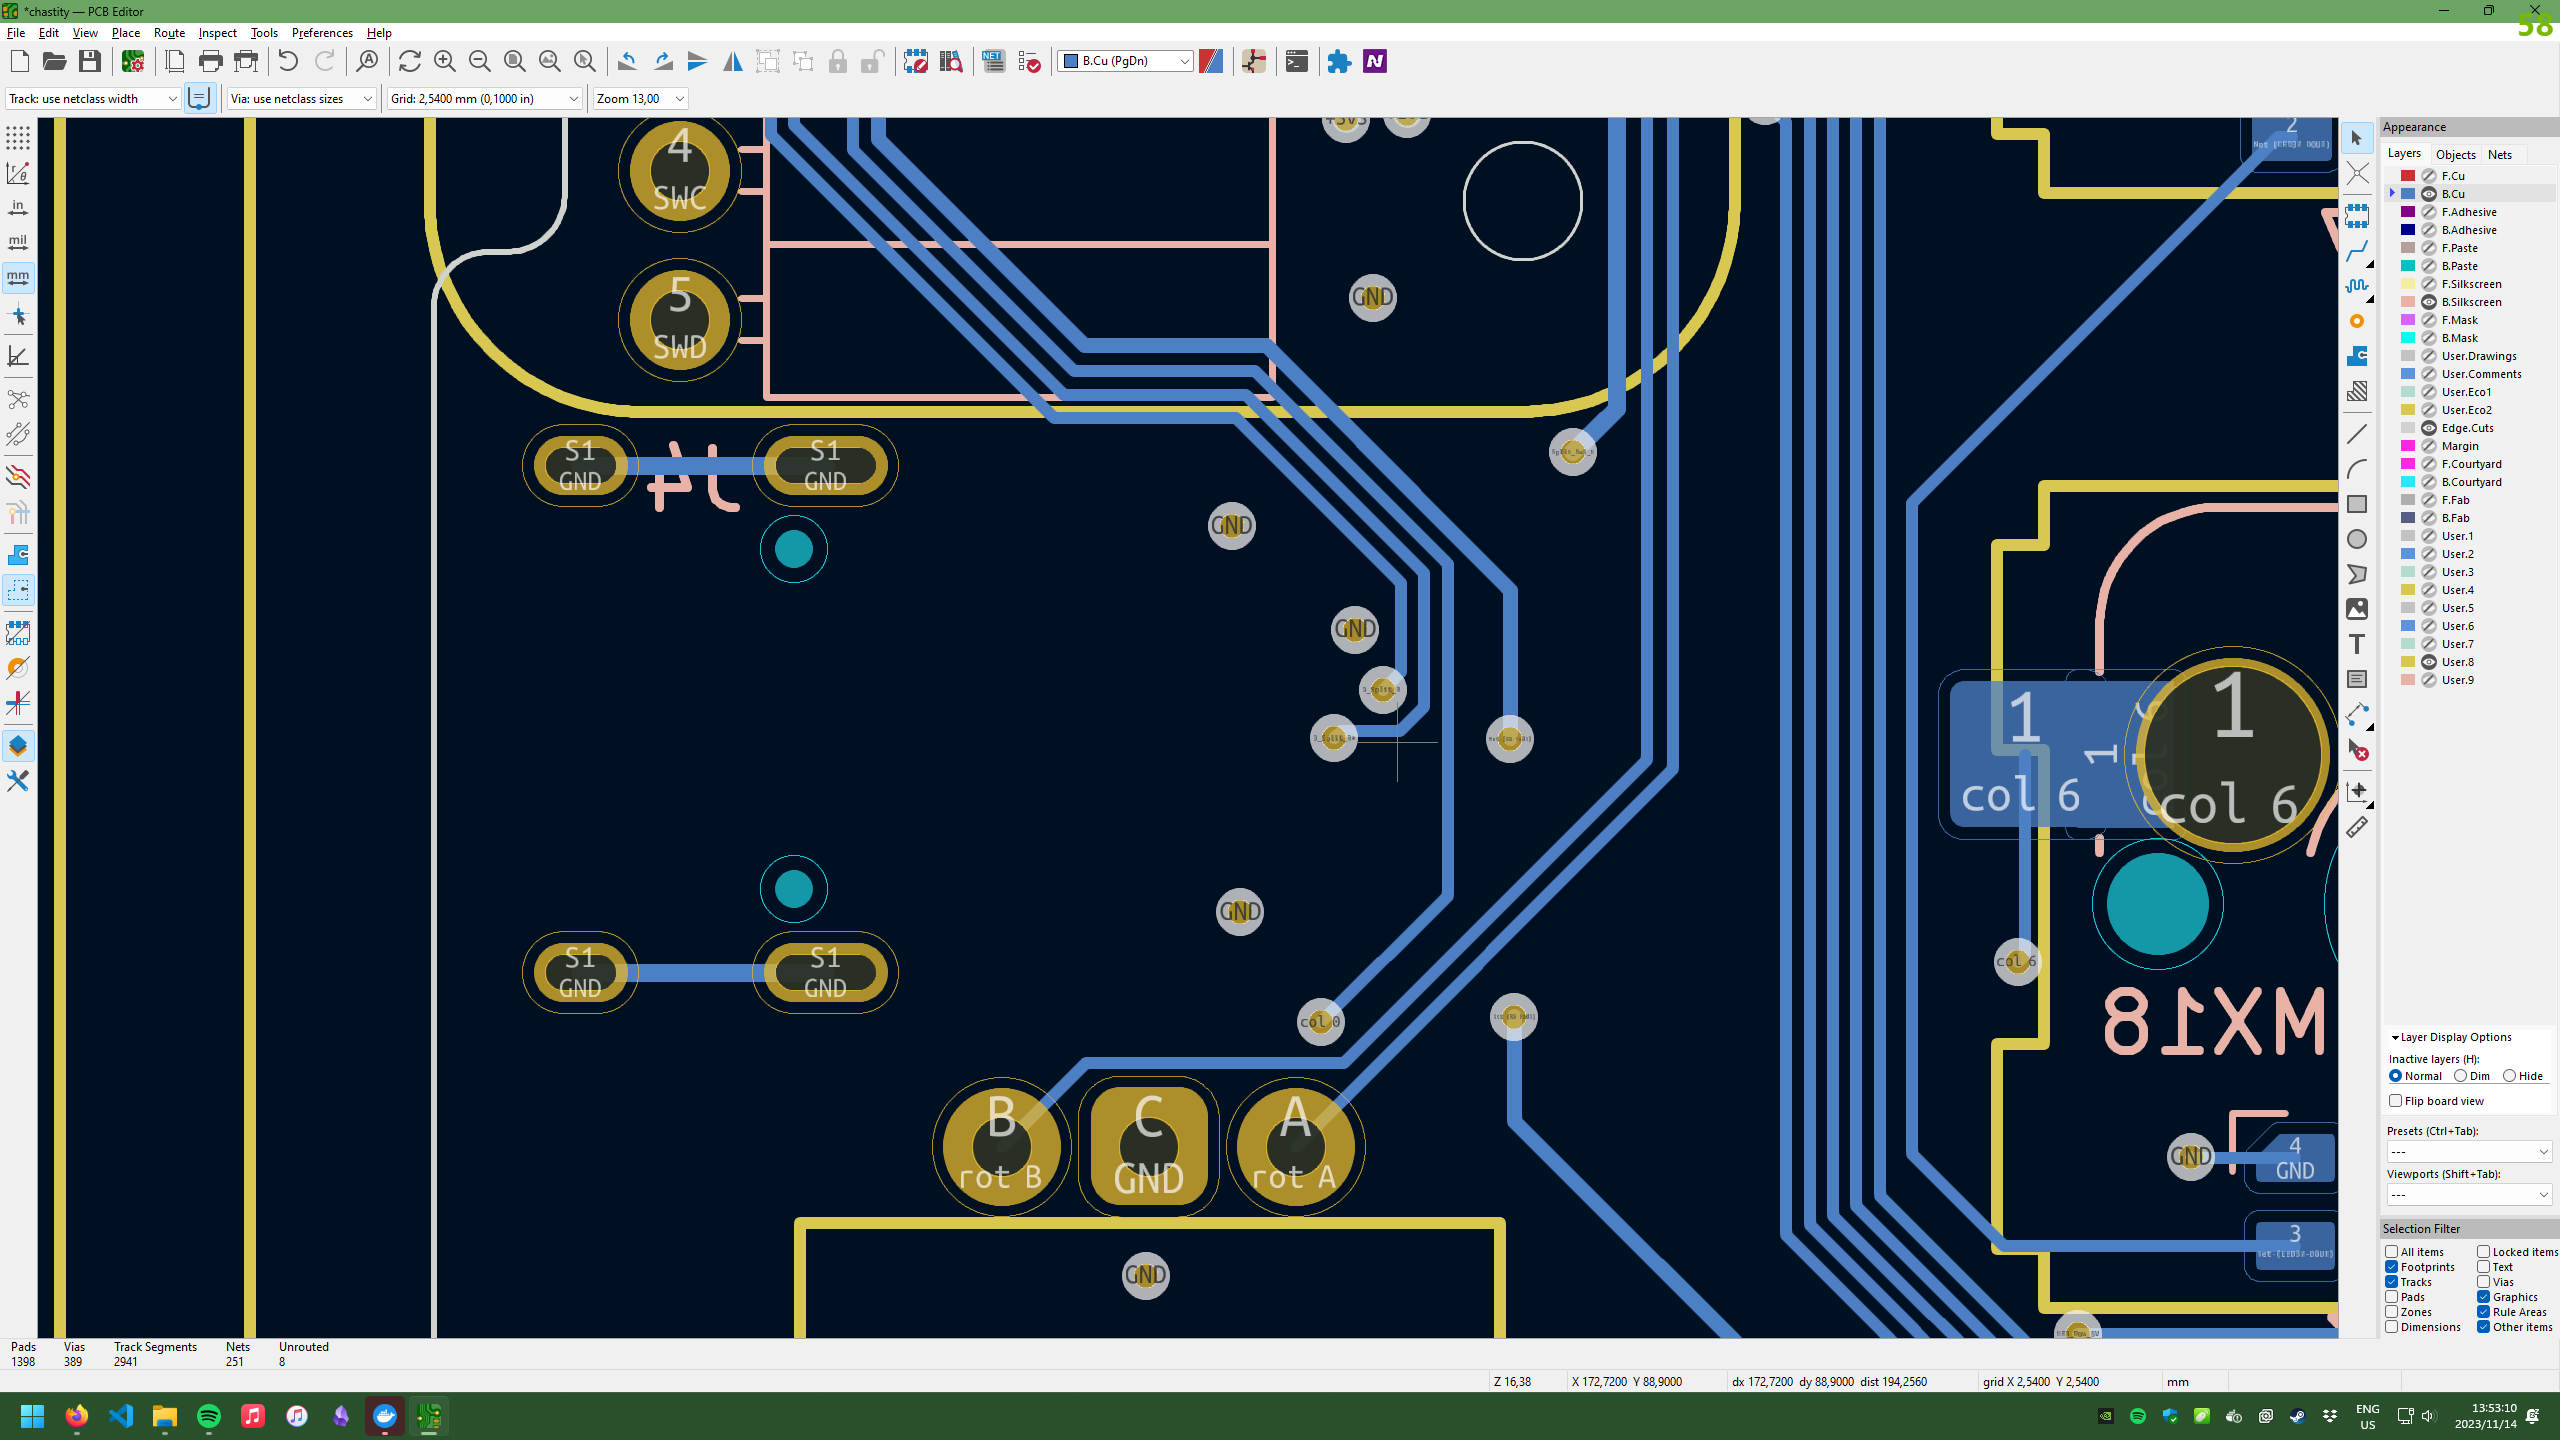 *chastity — PCB Editor
58
File Edit View Place Route Inspect Tools Preferences Help
B.Cu (PgDn)
Track: use netclass width
Via: use netclass sizes
Grid: 2,5400 mm (0,1000 in)
Zoom 13,00
in
mil
mm
4
SWC
5
SWD
GND
S1
GND
S1
GND
J4
GND
GND
GND
S1
GND
S1
GND
col 0
B
rot B
C
GND
A
rot A
GND
2
1
col 6
1
1
col 6
col 6
MX18
GND
4
GND
3
Appearance
Layers Objects Nets
F.Cu
B.Cu
F.Adhesive
B.Adhesive
F.Paste
B.Paste
F.Silkscreen
B.Silkscreen
F.Mask
B.Mask
User.Drawings
User.Comments
User.Eco1
User.Eco2
Edge.Cuts
Margin
F.Courtyard
B.Courtyard
F.Fab
B.Fab
User.1
User.2
User.3
User.4
User.5
User.6
User.7
User.8
User.9
Layer Display Options
Inactive layers (H):
Normal Dim Hide
Flip board view
Presets (Ctrl+Tab):
---
Viewports (Shift+Tab):
---
Selection Filter
All items Locked items
Footprints Text
Tracks Vias
Pads Graphics
Zones Rule Areas
Dimensions Other items
Pads Vias Track Segments Nets Unrouted
1398 389 2941 251 8
Z 16,38
X 172,7200 Y 88,9000
dx 172,7200 dy 88,9000 dist 194,2560
grid X 2,5400 Y 2,5400
mm
ENG
US
13:53:10
2023/11/14